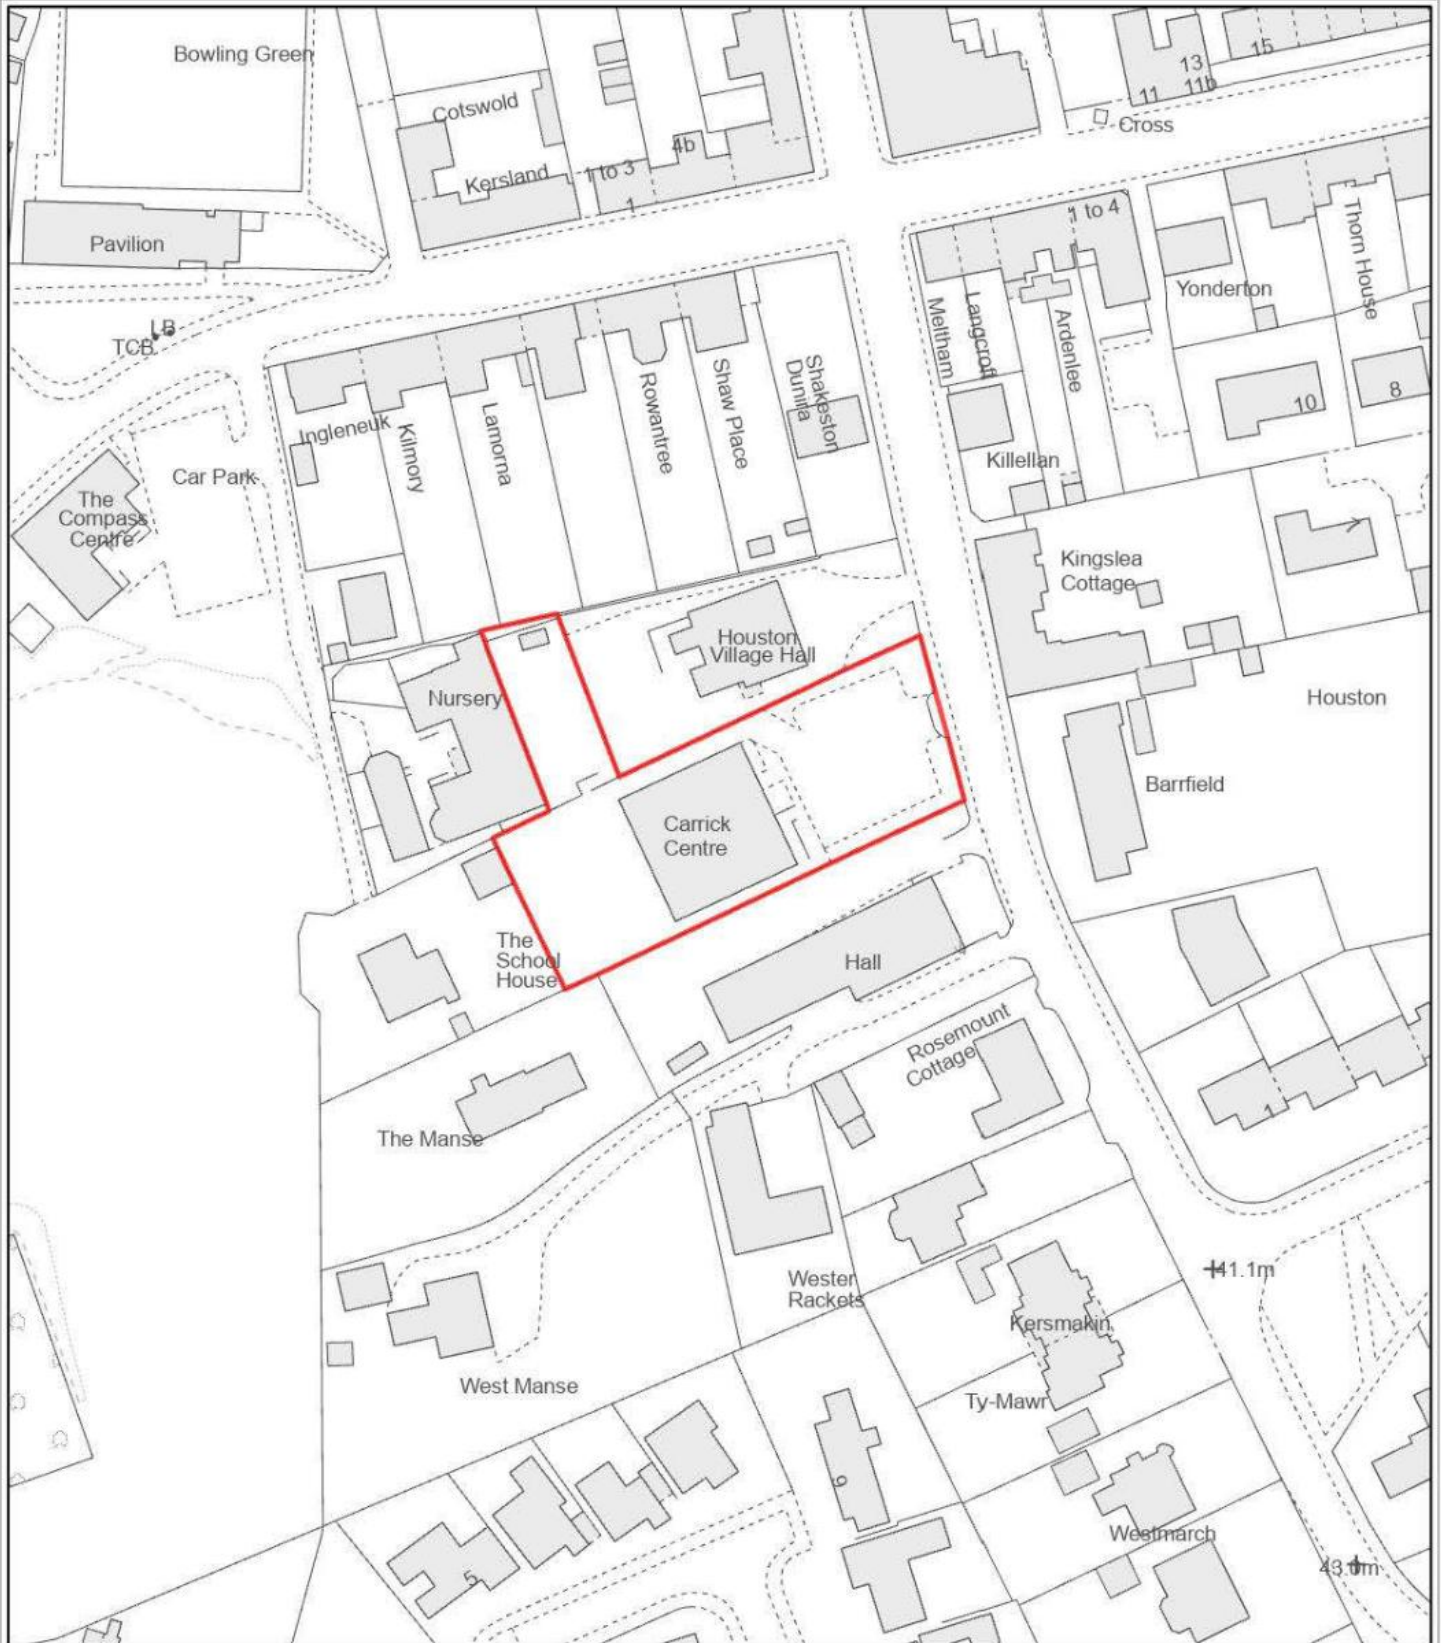 Bowling Green
Cotswold
Kersland
1 to 3
4b
1
13
15
11
11b
Cross
Pavilion
1 to 4
Thorn House
Yonderton
LB
TCB
Meltham
Langcroft
Ardenlee
Ingleneuk
Kilmory
Lamorna
Rowantree
Shaw Place
Shakeston
Dunira
10
8
Killellan
Car Park
The
Compass
Centre
Kingslea
Cottage
Houston
Village Hall
Nursery
Houston
Barrfield
Carrick
Centre
The
School
House
Hall
Rosemount
Cottage
1
The Manse
Wester
Rackets
41.1m
Kersmakin
West Manse
Ty-Mawr
9
Westmarch
5